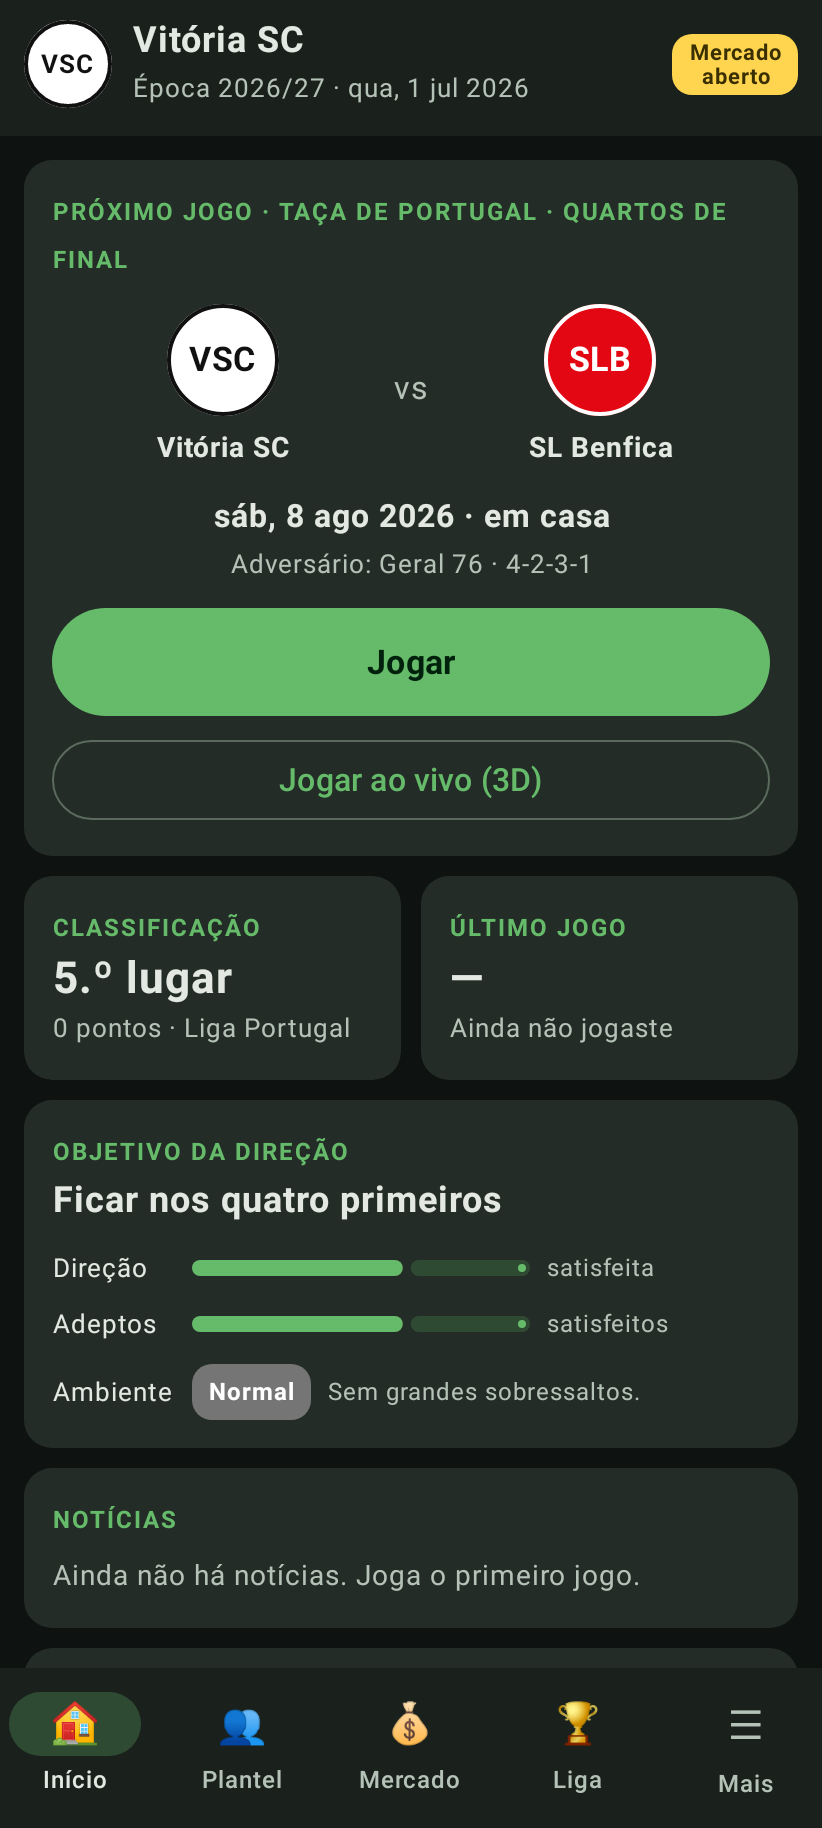 VSC
Vitória SC
Época 2026/27 · qua, 1 jul 2026
Mercado
aberto
PRÓXIMO JOGO · TAÇA DE PORTUGAL · QUARTOS DE
FINAL
VSC
vs
SLB
Vitória SC
SL Benfica
sáb, 8 ago 2026 · em casa
Adversário: Geral 76 · 4-2-3-1
Jogar
Jogar ao vivo (3D)
CLASSIFICAÇÃO
5.º lugar
0 pontos · Liga Portugal
ÚLTIMO JOGO
—
Ainda não jogaste
OBJETIVO DA DIREÇÃO
Ficar nos quatro primeiros
Direção satisfeita
Adeptos satisfeitos
Ambiente Normal Sem grandes sobressaltos.
NOTÍCIAS
Ainda não há notícias. Joga o primeiro jogo.
Início
Plantel
Mercado
Liga
Mais